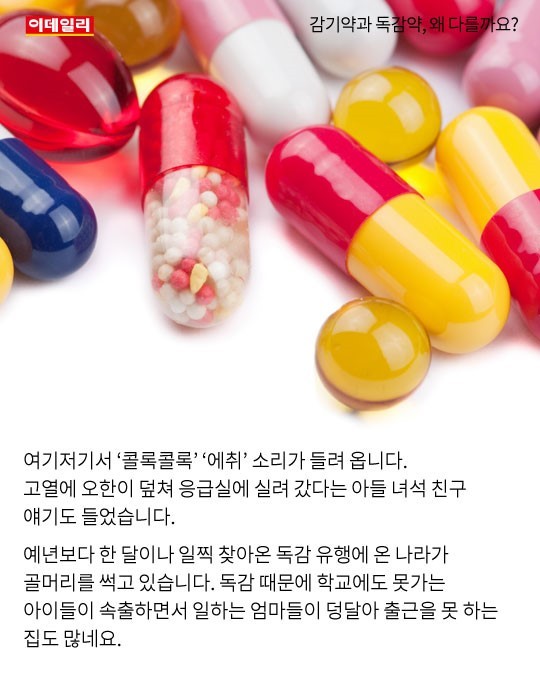 이데일리
감기약과 독감약, 왜 다를까요?
여기저기서 ‘콜록콜록’ ‘에취’ 소리가 들려 옵니다.
고열에 오한이 덮쳐 응급실에 실려 갔다는 아들 녀석 친구
얘기도 들었습니다.
예년보다 한 달이나 일찍 찾아온 독감 유행에 온 나라가
골머리를 썩고 있습니다. 독감 때문에 학교에도 못가는
아이들이 속출하면서 일하는 엄마들이 덩달아 출근을 못 하는
집도 많네요.